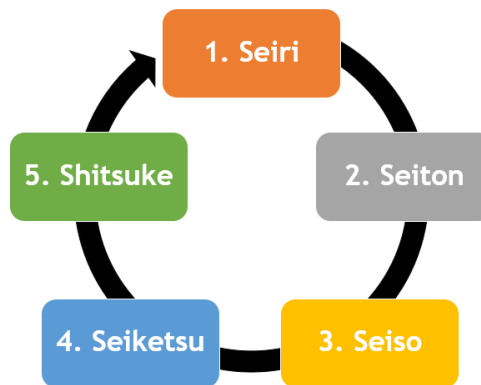 1. Seiri
2. Seiton
3. Seiso
4. Seiketsu
5. Shitsuke